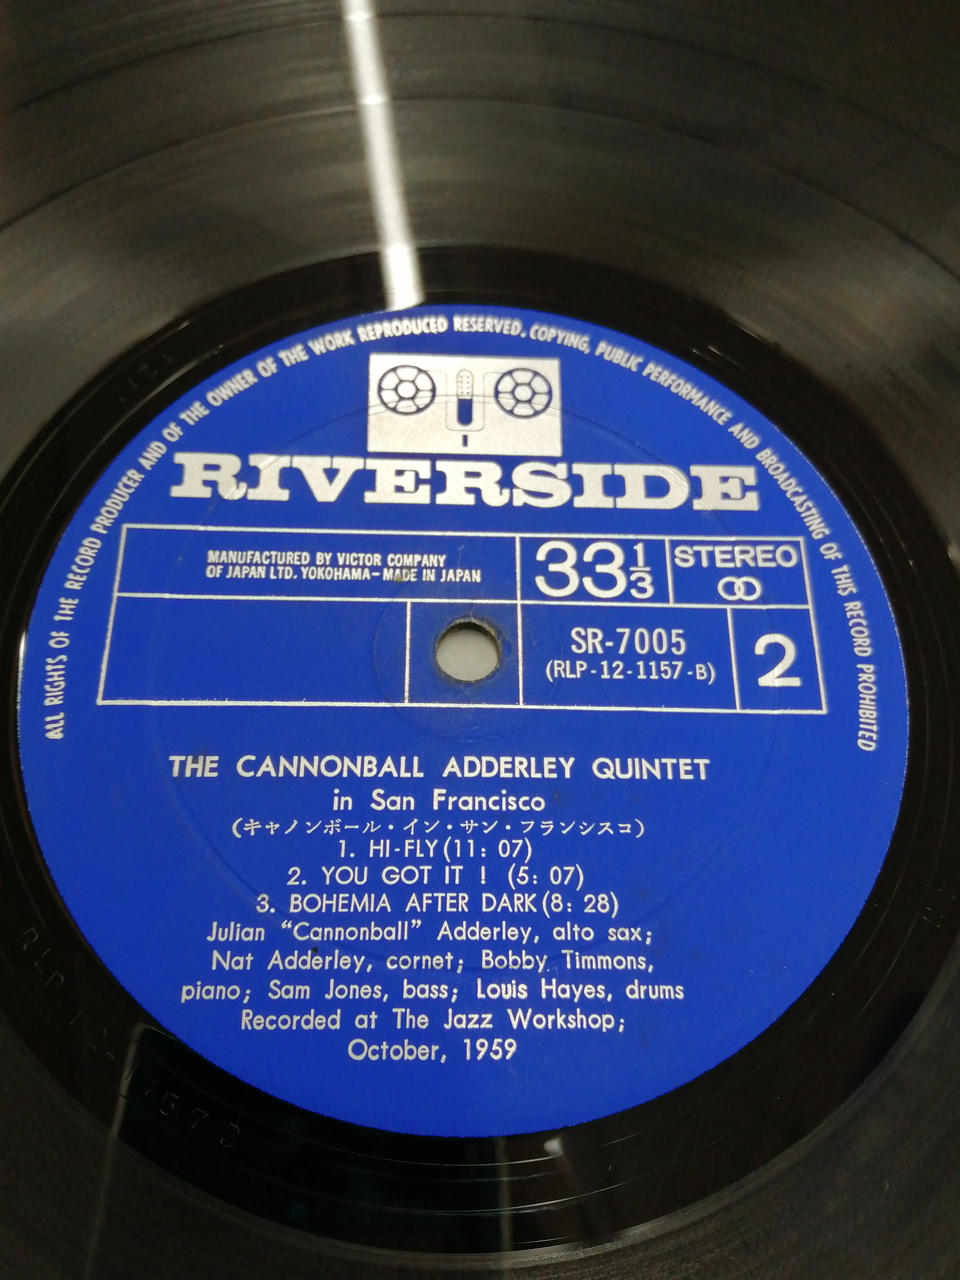 ALL RIGHTS OF THE RECORD PRODUCER AND OF THE OWNER OF THE WORK REPRODUCED RESERVED. COPYING, PUBLIC PERFORMANCE AND BROADCASTING OF THIS RECORD PROHIBITED
RIVERSIDE
MANUFACTURED BY VICTOR COMPANY
OF JAPAN LTD. YOKOHAMA-MADE IN JAPAN
33 1/3
STEREO
SR-7005
(RLP-12-1157-B)
2
THE CANNONBALL ADDERLEY QUINTET
in San Francisco
(キャノンボール・イン・サン・フランシスコ)
1. HI-FLY (11: 07)
2. YOU GOT IT ! (5: 07)
3. BOHEMIA AFTER DARK (8: 28)
Julian “Cannonball” Adderley, alto sax;
Nat Adderley, cornet; Bobby Timmons,
piano; Sam Jones, bass; Louis Hayes, drums
Recorded at The Jazz Workshop;
October, 1959
RLP 12-1157